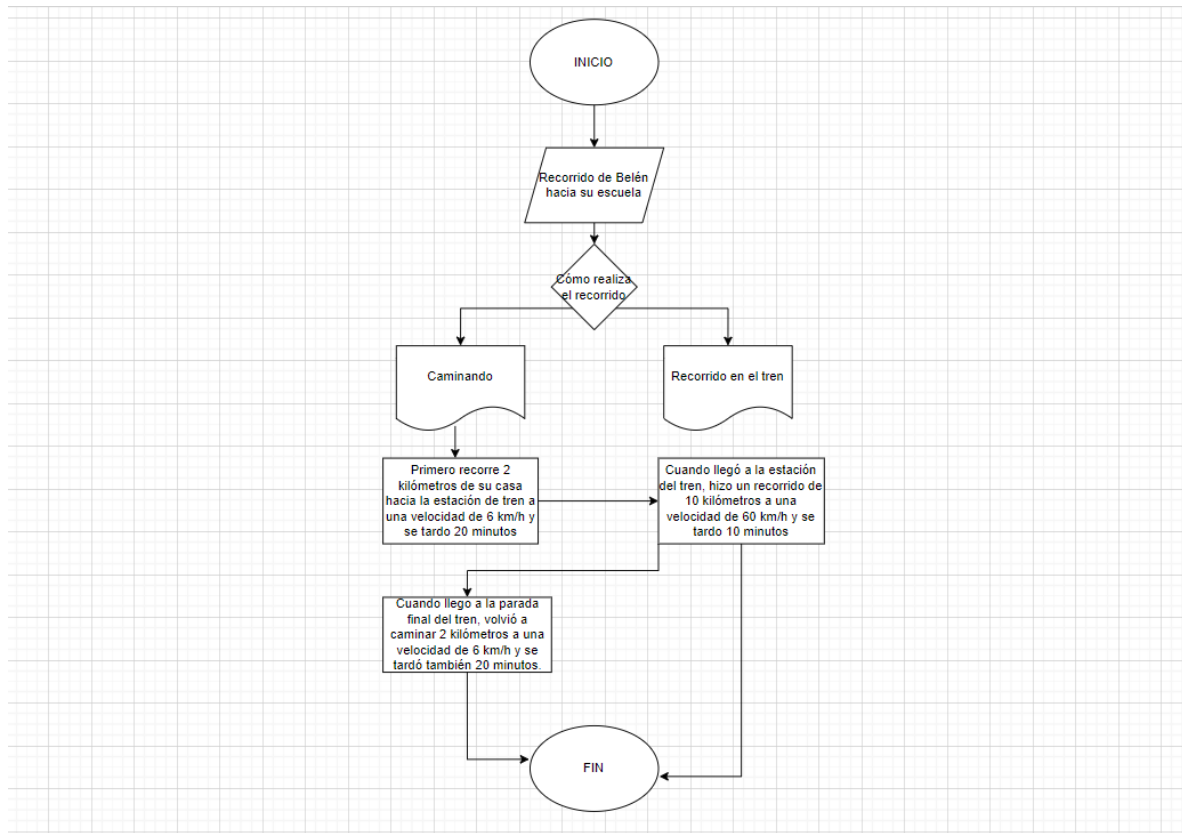 INICIO
Recorrido de Belén
hacia su escuela
Cómo realiza
el recorrido
Caminando
Recorrido en el tren
Primero recorre 2
kilómetros de su casa
hacia la estación de tren a
una velocidad de 6 km/h y
se tardo 20 minutos
Cuando llegó a la estación
del tren, hizo un recorrido de
10 kilómetros a una
velocidad de 60 km/h y se
tardo 10 minutos
Cuando llego a la parada
final del tren, volvió a
caminar 2 kilómetros a una
velocidad de 6 km/h y se
tardó también 20 minutos.
FIN